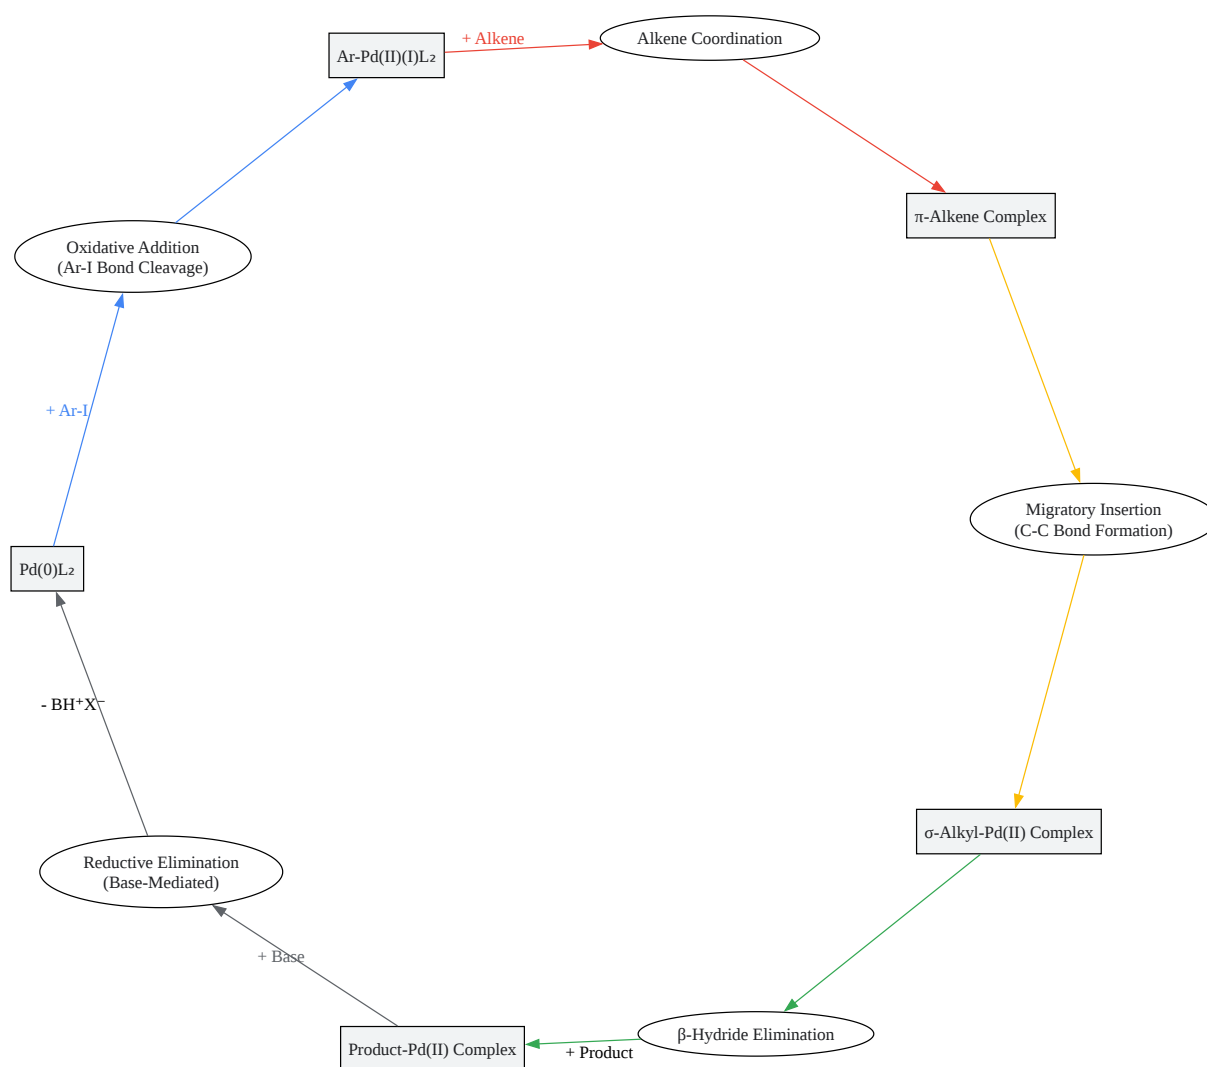 + Alkene
Alkene Coordination
Ar-Pd(II)(I)L₂
π-Alkene Complex
Oxidative Addition
(Ar-I Bond Cleavage)
+ Ar-I
Migratory Insertion
(C-C Bond Formation)
Pd(0)L₂
- BH⁺X⁻
σ-Alkyl-Pd(II) Complex
Reductive Elimination
(Base-Mediated)
+ Base
β-Hydride Elimination
Product-Pd(II) Complex
+ Product